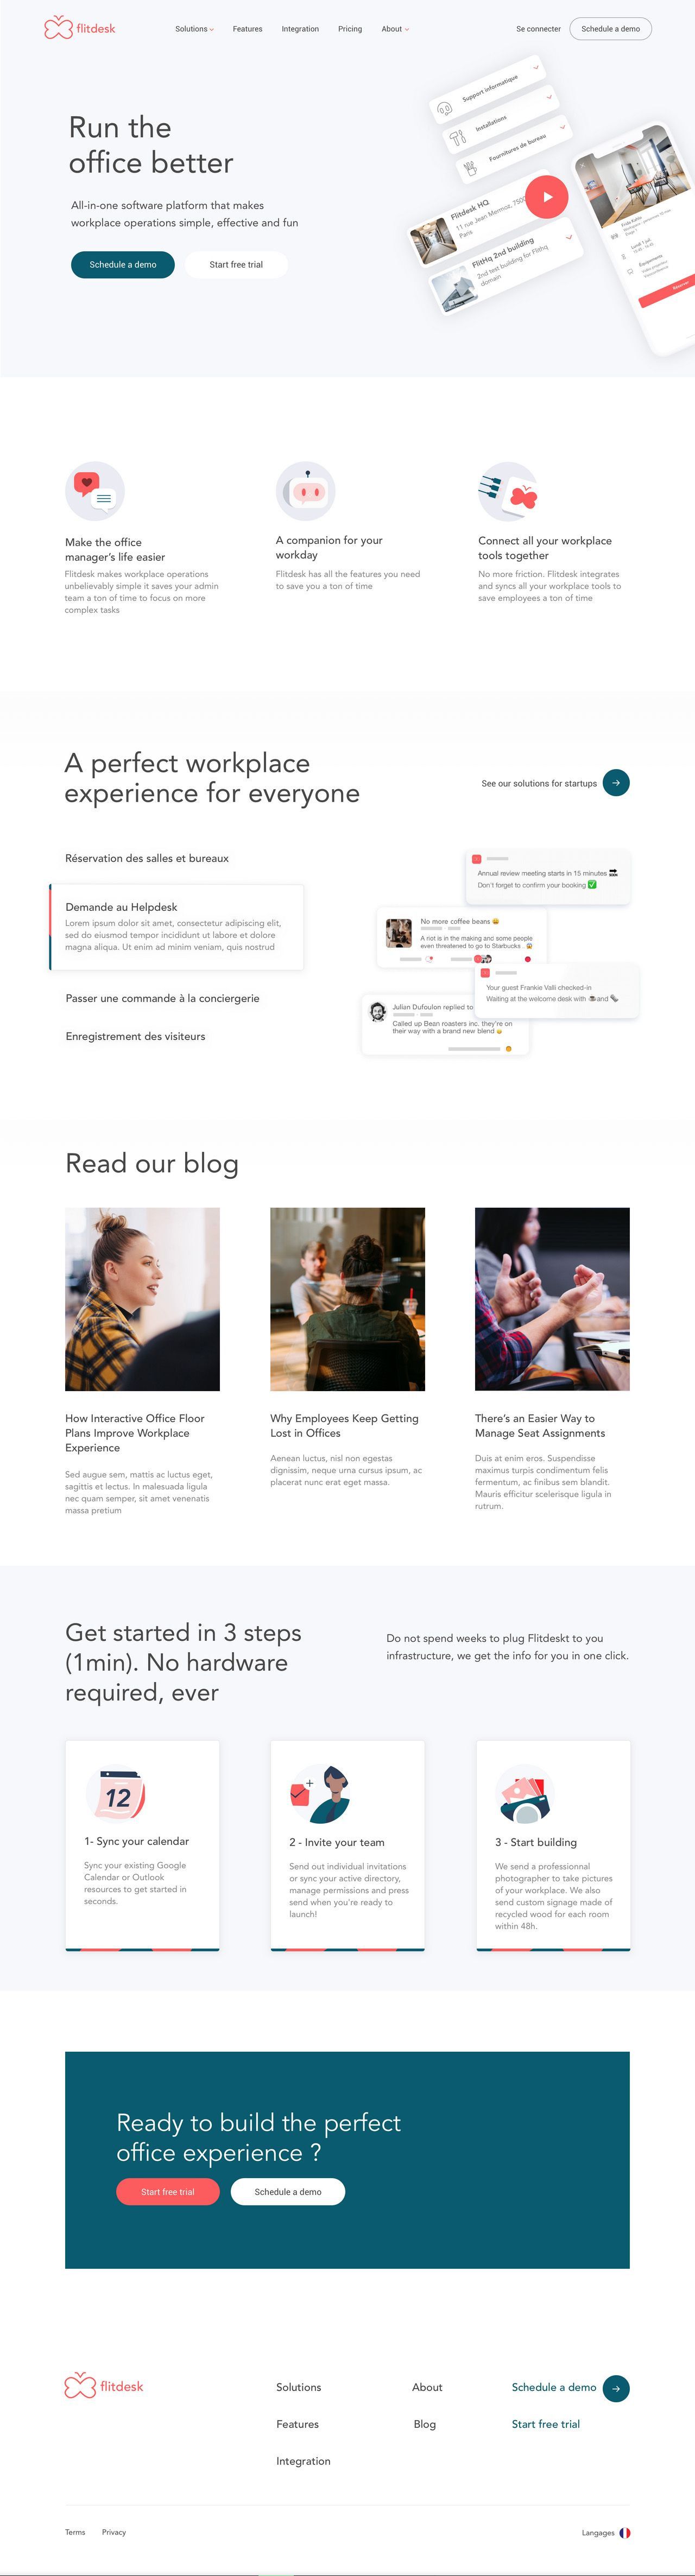 flitdesk
Solutions
Features
Integration
Pricing
About
Se connecter
Schedule a demo
Run the
office better
All-in-one software platform that makes
workplace operations simple, effective and fun
Schedule a demo
Start free trial
Support informatique
Installations
Fournitures de bureau
Flitdesk HQ
11 rue Jean Mermoz,
Paris
FlitHq 2nd building
2nd test building for Flithq
domain
Make the office
manager's life easier
Flitdesk makes workplace operations
unbelievably simple it saves your admin
team a ton of time to focus on more
complex tasks
A companion for your
workday
Flitdesk has all the features you need
to save you a ton of time
Connect all your workplace
tools together
No more friction. Flitdesk integrates
and syncs all your workplace tools to
save employees a ton of time
A perfect workplace
experience for everyone
See our solutions for startups
Réservation des salles et bureaux
Demande au Helpdesk
Lorem ipsum dolor sit amet, consectetur adipiscing elit,
sed do eiusmod tempor incididunt ut labore et dolore
magna aliqua. Ut enim ad minim veniam, quis nostrud
Passer une commande à la conciergerie
Enregistrement des visiteurs
Annual review meeting starts in 15 minutes
Don't forget to confirm your booking ✅
No more coffee beans
A riot is in the making and some people
even threatened to go to Starbucks
Your guest Frankie Valli checked-in
Waiting at the welcome desk with ☕and
Julian Dufoulon replied to
Called up Bean roasters inc. they're on
their way with a brand new blend
Read our blog
How Interactive Office Floor
Plans Improve Workplace
Experience
Sed augue sem, mattis ac luctus eget,
sagittis et lectus. In malesuada ligula
nec quam semper, sit amet venenatis
massa pretium
Why Employees Keep Getting
Lost in Offices
Aenean luctus, nisl non egestas
dignissim, neque urna cursus ipsum, ac
placerat nunc erat eget massa.
There's an Easier Way to
Manage Seat Assignments
Duis at enim eros. Suspendisse
maximus turpis condimentum felis
fermentum, ac finibus sem blandit.
Mauris efficitur scelerisque ligula in
rutrum.
Get started in 3 steps
(1min). No hardware
required, ever
Do not spend weeks to plug Flitdeskt to you
infrastructure, we get the info for you in one click.
12
1- Sync your calendar
Sync your existing Google
Calendar or Outlook
resources to get started in
seconds.
2 - Invite your team
Send out individual invitations
or sync your active directory,
manage permissions and press
send when you're ready to
launch!
3 - Start building
We send a professionnal
photographer to take pictures
of your workplace. We also
send custom signage made of
recycled wood for each room
within 48h.
Ready to build the perfect
office experience ?
Start free trial
Schedule a demo
flitdesk
Solutions
Features
Integration
About
Blog
Schedule a demo
Start free trial
Terms
Privacy
Langages